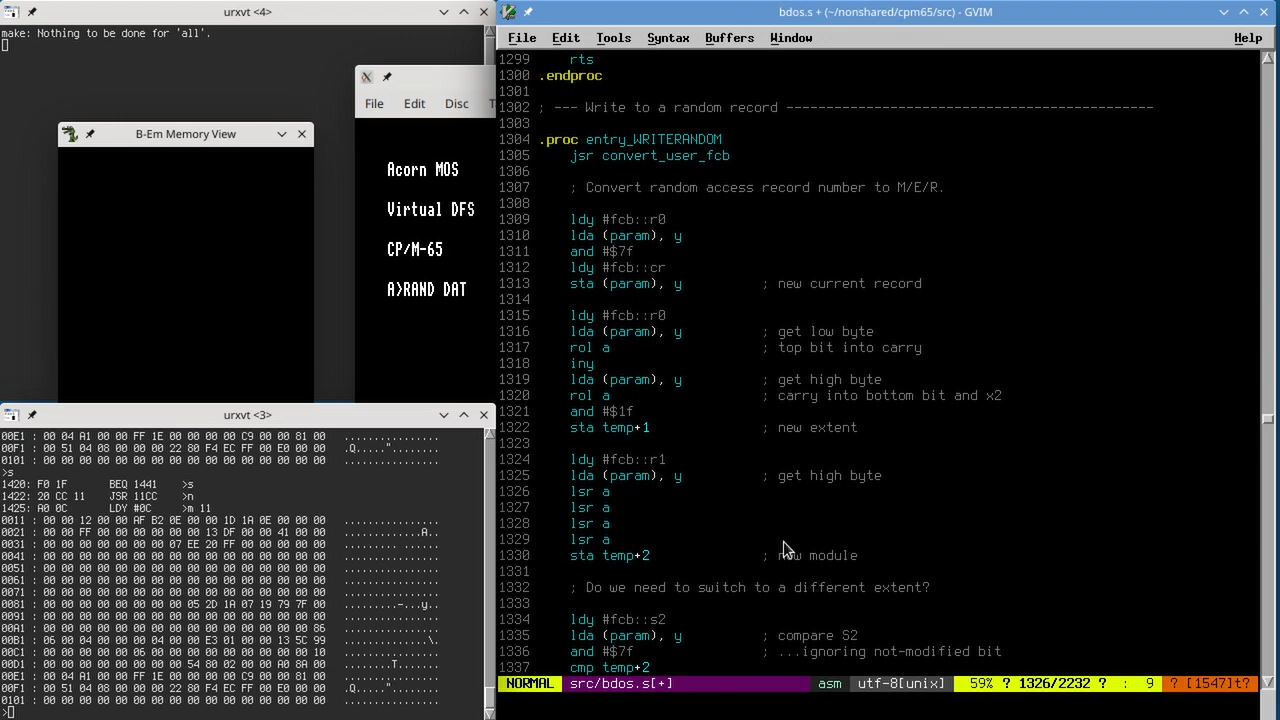 urxvt <4>
make: Nothing to be done for 'all'.
File Edit Disc
B-Em Memory View
Acorn MOS
Virtual DFS
CP/M-65
A>RAND DAT
urxvt <3>
00E1 : 00 04 A1 00 00 FF 1E 00 00 00 00 C9 00 00 81 00 ................
00F1 : 00 51 04 08 00 00 00 22 80 F4 EC FF 00 E0 00 00 .Q....."........
0101 : 00 00 00 00 00 00 00 00 00 00 00 00 00 00 00 00 ................
>s
1420: F0 1F BEQ 1441 >s
1422: 20 CC 11 JSR 11CC >n
1425: A0 0C LDY #0C >m 11
0011 : 00 00 12 00 00 AF B2 0E 00 00 1D 1A 0E 00 00 00 ................
0021 : 00 00 FF 00 00 00 00 00 00 13 DF 00 00 41 00 00 .............A..
0031 : 00 00 00 00 00 07 EE 20 FF 00 00 00 00 00 00 00 ................
0041 : 00 00 00 00 00 00 00 00 00 00 00 00 00 00 00 00 ................
0051 : 00 00 00 00 00 00 00 00 00 00 00 00 00 00 00 00 ................
0061 : 00 00 00 00 00 00 00 00 00 00 00 00 00 00 00 00 ................
0071 : 00 00 00 00 00 00 00 00 00 00 00 00 00 00 00 00 ................
0081 : 00 00 00 00 00 00 00 00 05 2D 1A 07 19 79 7F 00 .........-...y..
0091 : 00 00 00 00 00 00 00 00 00 00 00 00 00 00 00 00 ................
00A1 : 00 00 00 00 00 00 00 00 00 00 00 00 00 00 00 86 ................
00B1 : 06 00 04 00 00 00 04 00 00 E3 01 00 00 13 5C 99 ..............\.
00C1 : 00 00 00 00 00 06 00 00 00 00 00 00 00 00 00 10 ................
00D1 : 00 00 00 00 00 00 00 54 80 02 00 00 00 A0 8A 00 .......T........
00E1 : 00 04 A1 00 00 FF 1E 00 00 00 00 C9 00 00 81 00 ................
00F1 : 00 51 04 08 00 00 00 22 80 F4 EC FF 00 E0 00 00 .Q....."........
0101 : 00 00 00 00 00 00 00 00 00 00 00 00 00 00 00 00 ................
>
bdos.s + (~/nonshared/cpm65/src) - GVIM
File Edit Tools Syntax Buffers Window Help
1299 rts
1300 .endproc
1301
1302 ; --- Write to a random record ----------------------------------------------
1303
1304 .proc entry_WRITERANDOM
1305 jsr convert_user_fcb
1306
1307 ; Convert random access record number to M/E/R.
1308
1309 ldy #fcb::r0
1310 lda (param), y
1311 and #$7f
1312 ldy #fcb::cr
1313 sta (param), y ; new current record
1314
1315 ldy #fcb::r0
1316 lda (param), y ; get low byte
1317 rol a ; top bit into carry
1318 iny
1319 lda (param), y ; get high byte
1320 rol a ; carry into bottom bit and x2
1321 and #$1f
1322 sta temp+1 ; new extent
1323
1324 ldy #fcb::r1
1325 lda (param), y ; get high byte
1326 lsr a
1327 lsr a
1328 lsr a
1329 lsr a
1330 sta temp+2 ; new module
1331
1332 ; Do we need to switch to a different extent?
1333
1334 ldy #fcb::s2
1335 lda (param), y ; compare S2
1336 and #$7f ; ...ignoring not-modified bit
1337 cmp temp+2
NORMAL src/bdos.s[+] asm utf-8[unix] 59% ? 1326/2232 ? : 9 ? [1547]t?